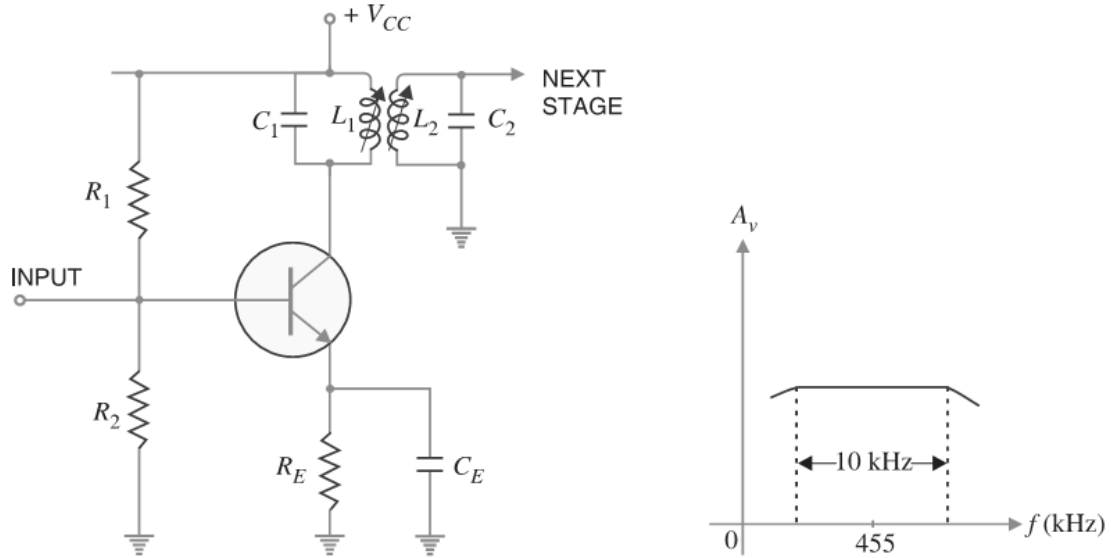 + V_CC
NEXT
STAGE
C_1
L_1
L_2
C_2
R_1
INPUT
R_2
R_E
C_E
A_v
10 kHz
0
455
f (kHz)